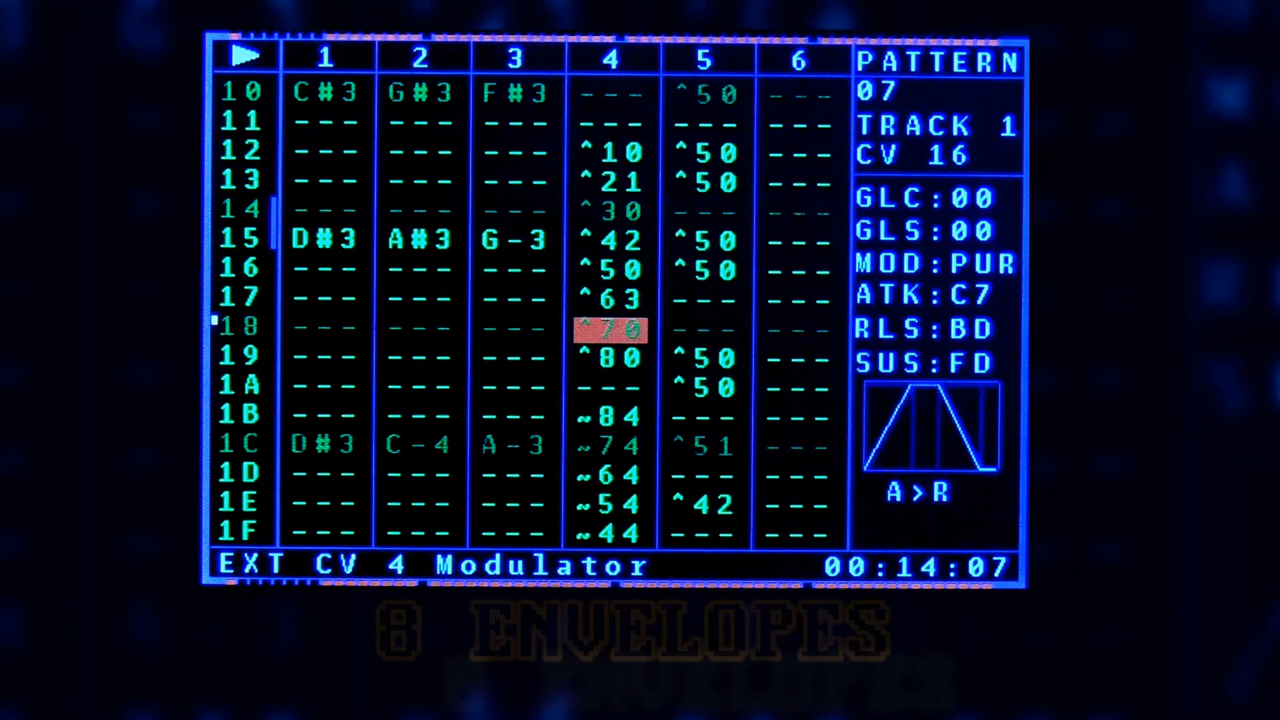 1 2 3 4 5 6 PATTERN
10 C#3 G#3 F#3 --- ^50 --- 07
11 --- --- --- --- --- --- TRACK 1
12 --- --- --- ^10 ^50 --- CV 16
13 --- --- --- ^21 ^50 ---
14 --- --- --- ^30 --- --- GLC:00
15 D#3 A#3 G-3 ^42 ^50 --- GLS:00
16 --- --- --- ^50 ^50 --- MOD:PUR
17 --- --- --- ^63 --- --- ATK:C7
18 --- --- --- ^70 --- --- RLS:BD
19 --- --- --- ^80 ^50 --- SUS:FD
1A --- --- --- --- ^50 ---
1B --- --- --- ~84 --- ---
1C D#3 C-4 A-3 ~74 ^51 ---
1D --- --- --- ~64 --- ---
1E --- --- --- ~54 ^42 --- A>R
1F --- --- --- ~44 --- ---
EXT CV 4 Modulator 00:14:07
8 ENVELOPES